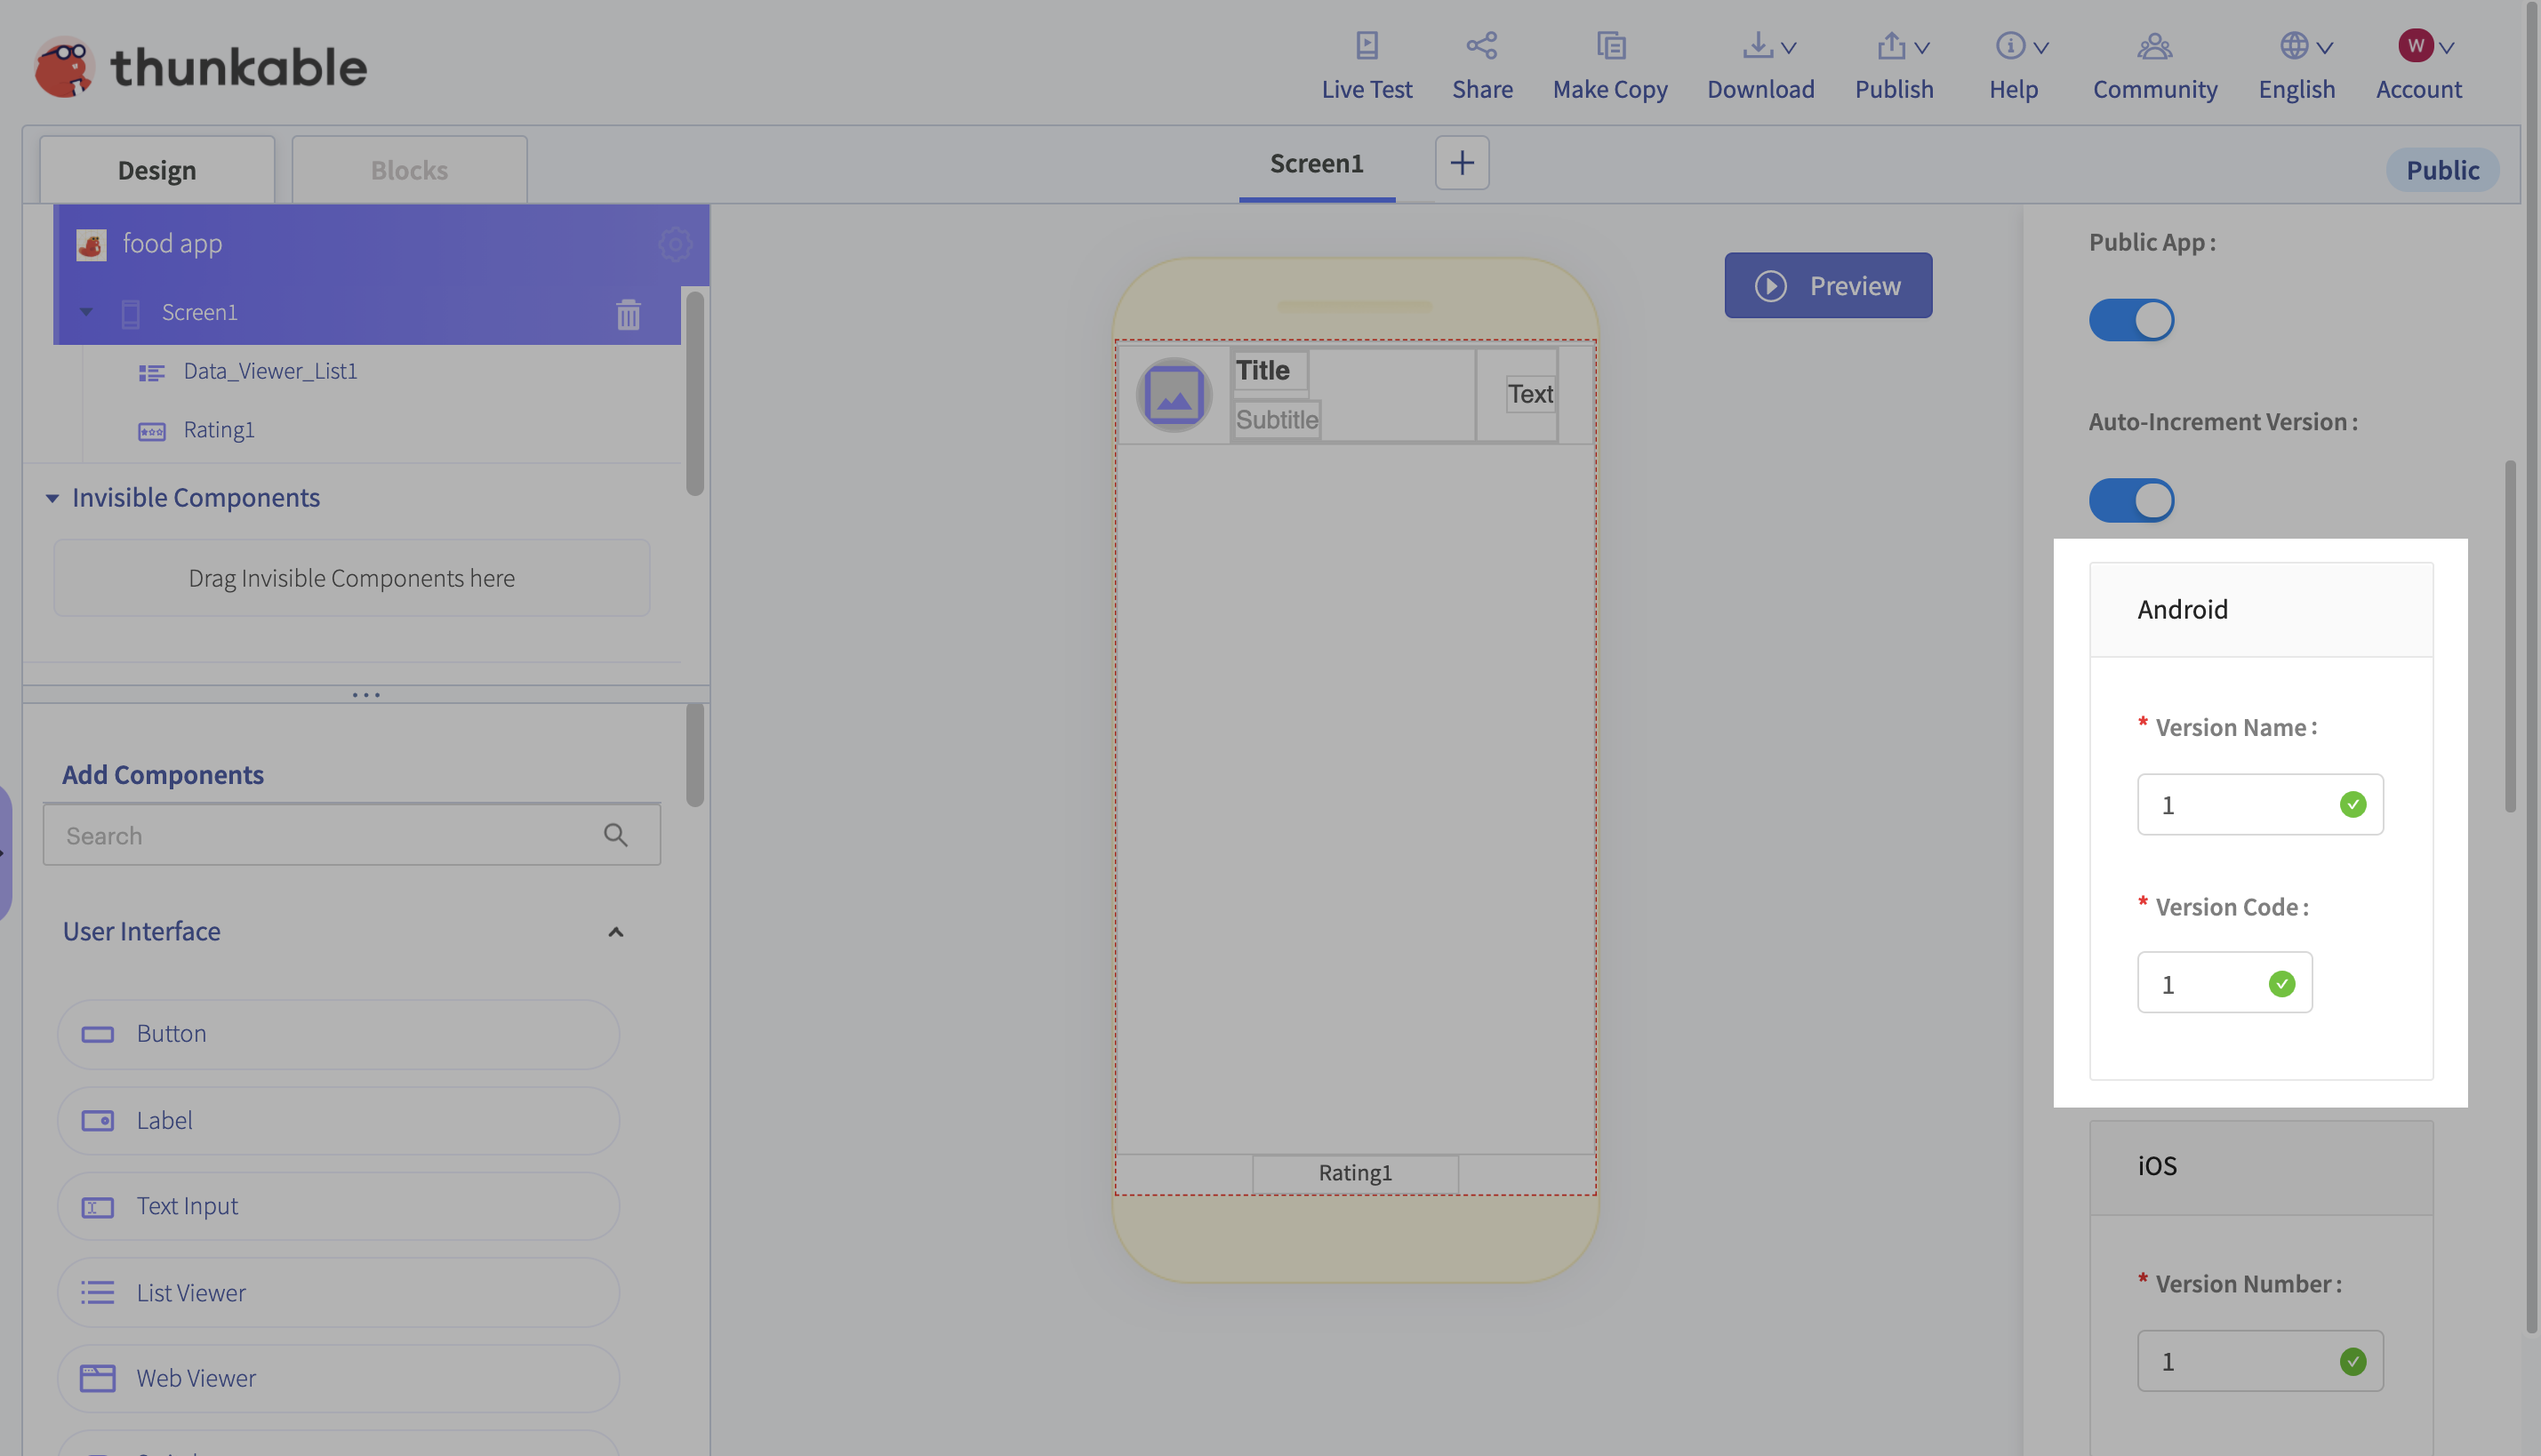 thunkable
Live Test
Share
Make Copy
Download
Publish
Help
Community
English
W
Account
Design
Blocks
Screen1
+
Public
food app
Screen1
Data_Viewer_List1
Rating1
Invisible Components
Drag Invisible Components here
Add Components
Search
User Interface
Button
Label
Text Input
List Viewer
Web Viewer
Preview
Title
Subtitle
Text
Rating1
Public App :
Auto-Increment Version :
Android
* Version Name :
1
* Version Code :
1
iOS
* Version Number :
1